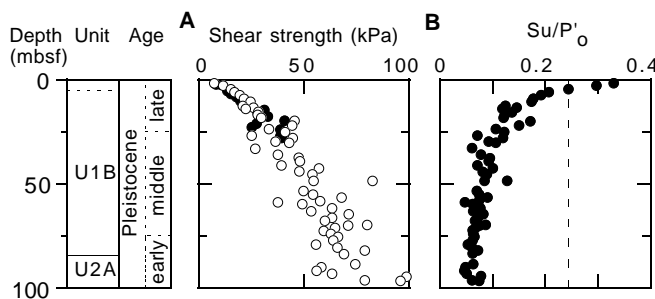 A B
Depth Unit Age Shear strength (kPa) Su/P'o
(mbsf) 50 100 0 0.2 0.4
0
late
U1B
Pleistocene
middle
50
early
U2A
100